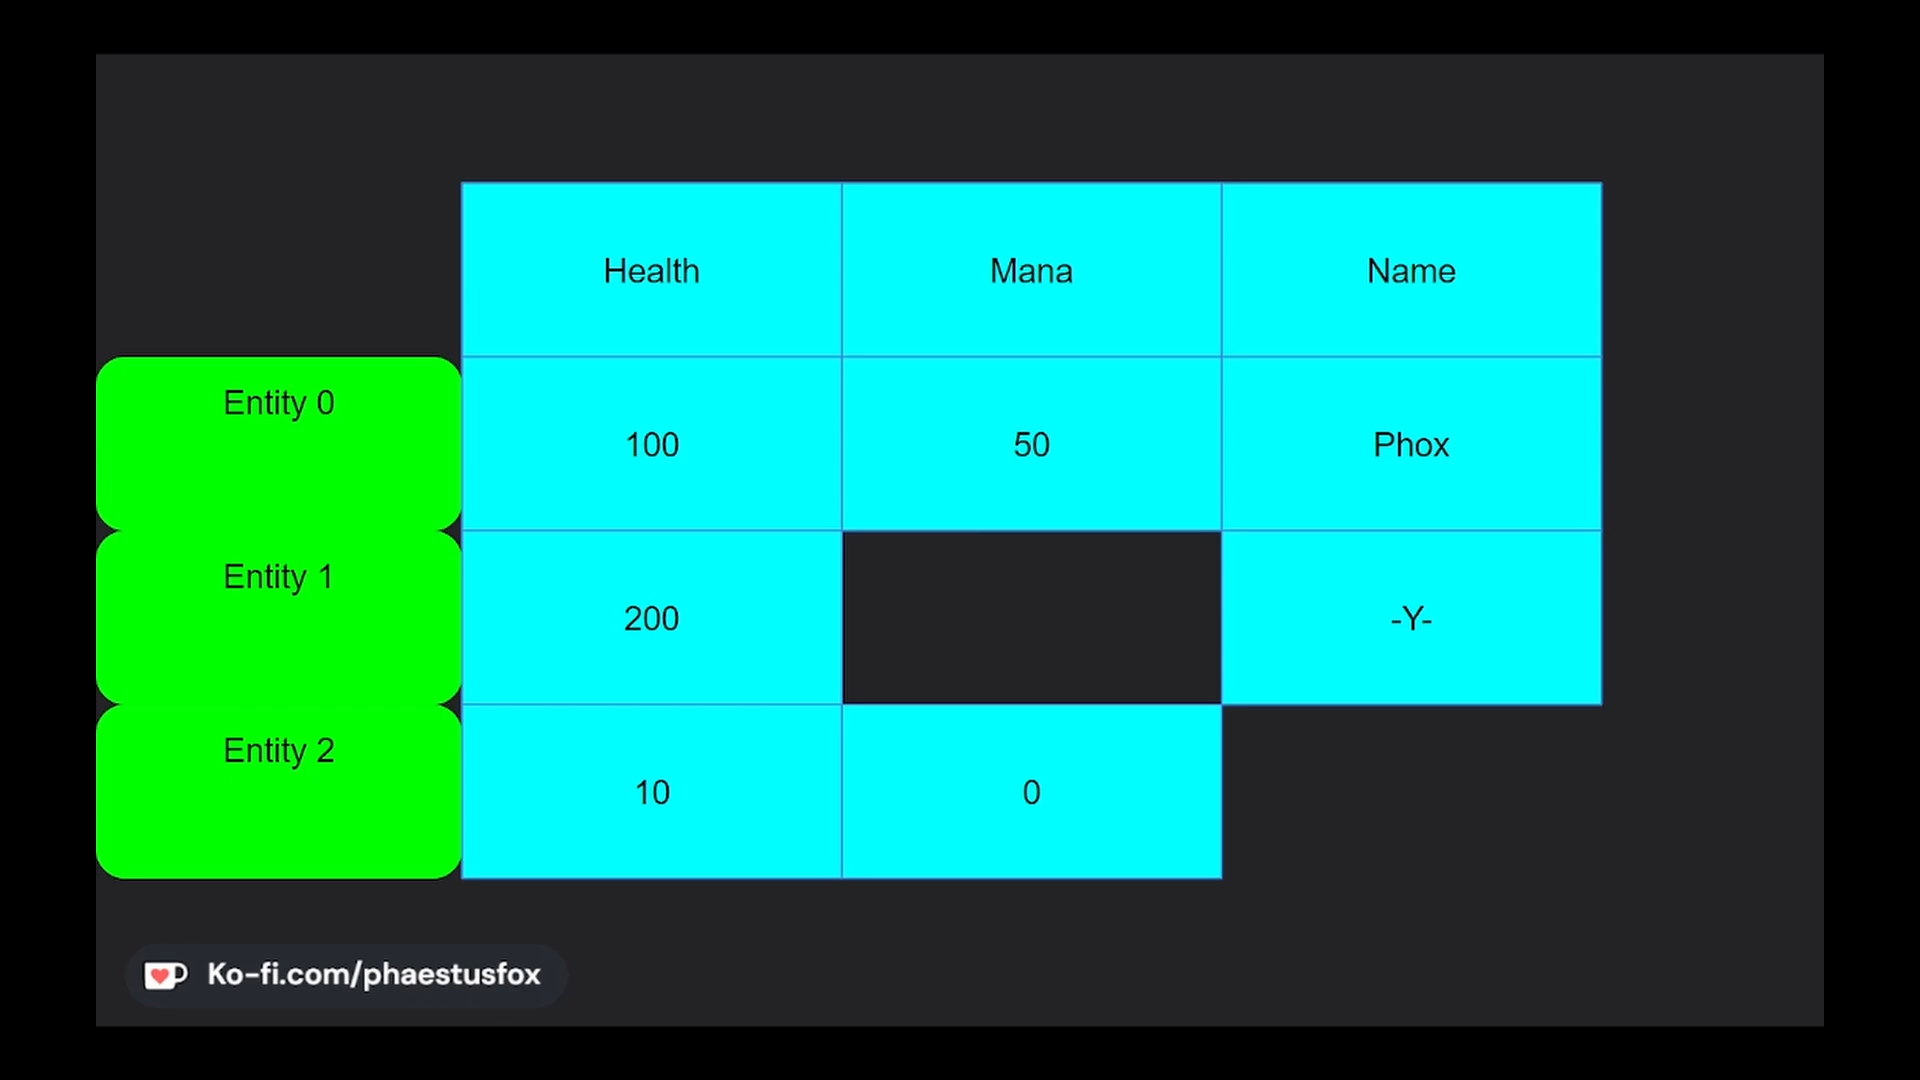 Health Mana Name
Entity 0
100 50 Phox
Entity 1
200 -Y-
Entity 2
10 0
Ko-fi.com/phaestusfox